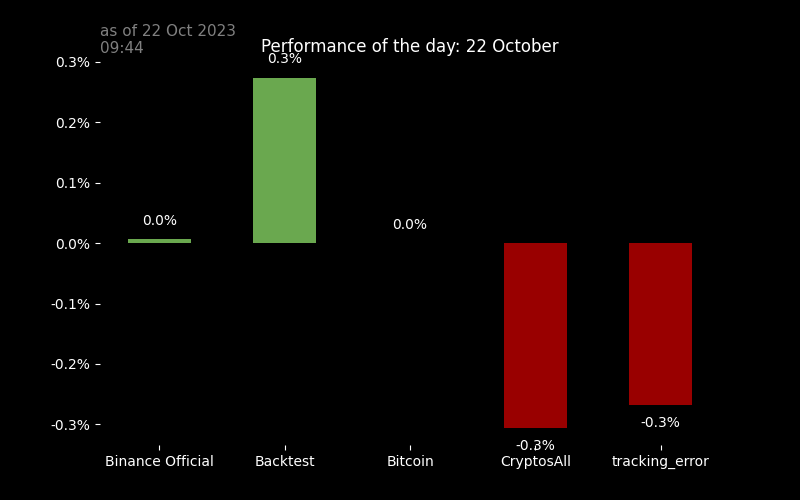 as of 22 Oct 2023
09:44
Performance of the day: 22 October
0.3%
0.2%
0.1%
0.0%
-0.1%
-0.2%
-0.3%
0.0%
0.3%
0.0%
-0.3%
-0.3%
Binance Official
Backtest
Bitcoin
CryptosAll
tracking_error